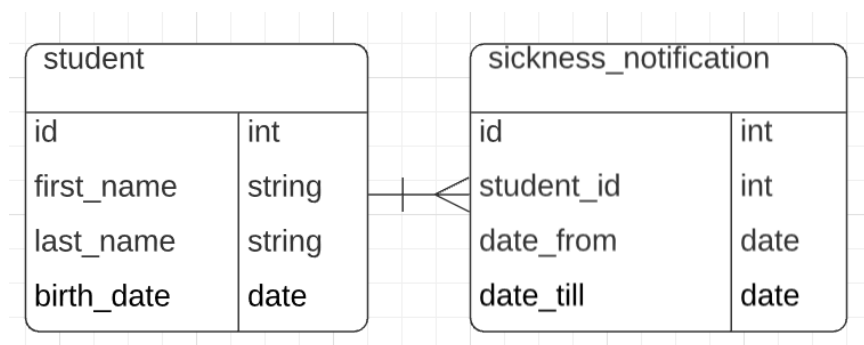 student
id int
first_name string
last_name string
birth_date date
sickness_notification
id int
student_id int
date_from date
date_till date